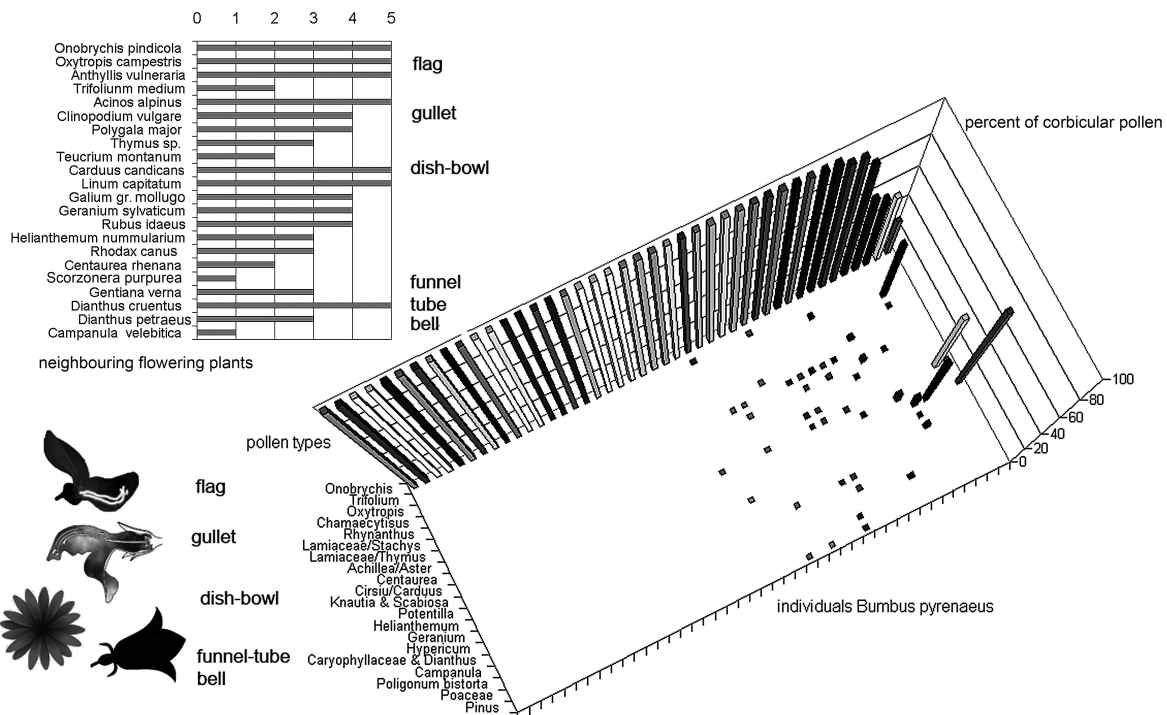 0 1 2 3 4 5
Onobrychis pindicola
Oxytropis campestris
Anthyllis vulneraria
Trifoliunm medium
Acinos alpinus
Clinopodium vulgare
Polygala major
Thymus sp.
Teucrium montanum
Carduus candicans
Linum capitatum
Galium gr. mollugo
Geranium sylvaticum
Rubus idaeus
Helianthemum nummularium
Rhodax canus
Centaurea rhenana
Scorzonera purpurea
Gentiana verna
Dianthus cruentus
Dianthus petraeus
Campanula velebitica
flag
gullet
dish-bowl
funnel
tube
bell
neighbouring flowering plants
percent of corbicular pollen
100
80
60
40
20
0
pollen types
Onobrychis
Trifolium
Oxytropis
Chamaecytisus
Rhynanthus
Lamiaceae/Stachys
Lamiaceae/Thymus
Achillea/Aster
Centaurea
Cirsiu/Carduus
Knautia & Scabiosa
Potentilla
Helianthemum
Geranium
Hypericum
Caryophyllaceae & Dianthus
Campanula
Poligonum bistorta
Poaceae
Pinus
individuals Bumbus pyrenaeus
flag
gullet
dish-bowl
funnel-tube
bell